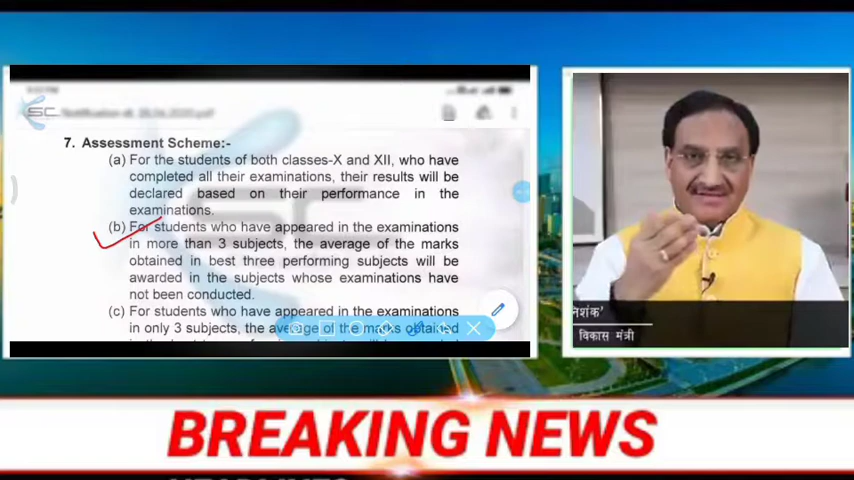 SC
7. Assessment Scheme:-
(a) For the students of both classes-X and XII, who have
completed all their examinations, their results will be
declared based on their performance in the
examinations.
(b) For students who have appeared in the examinations
in more than 3 subjects, the average of the marks
obtained in best three performing subjects will be
awarded in the subjects whose examinations have
not been conducted.
(c) For students who have appeared in the examinations
in only 3 subjects, the average of the marks obtained
नेशंक'
विकास मंत्री
BREAKING NEWS